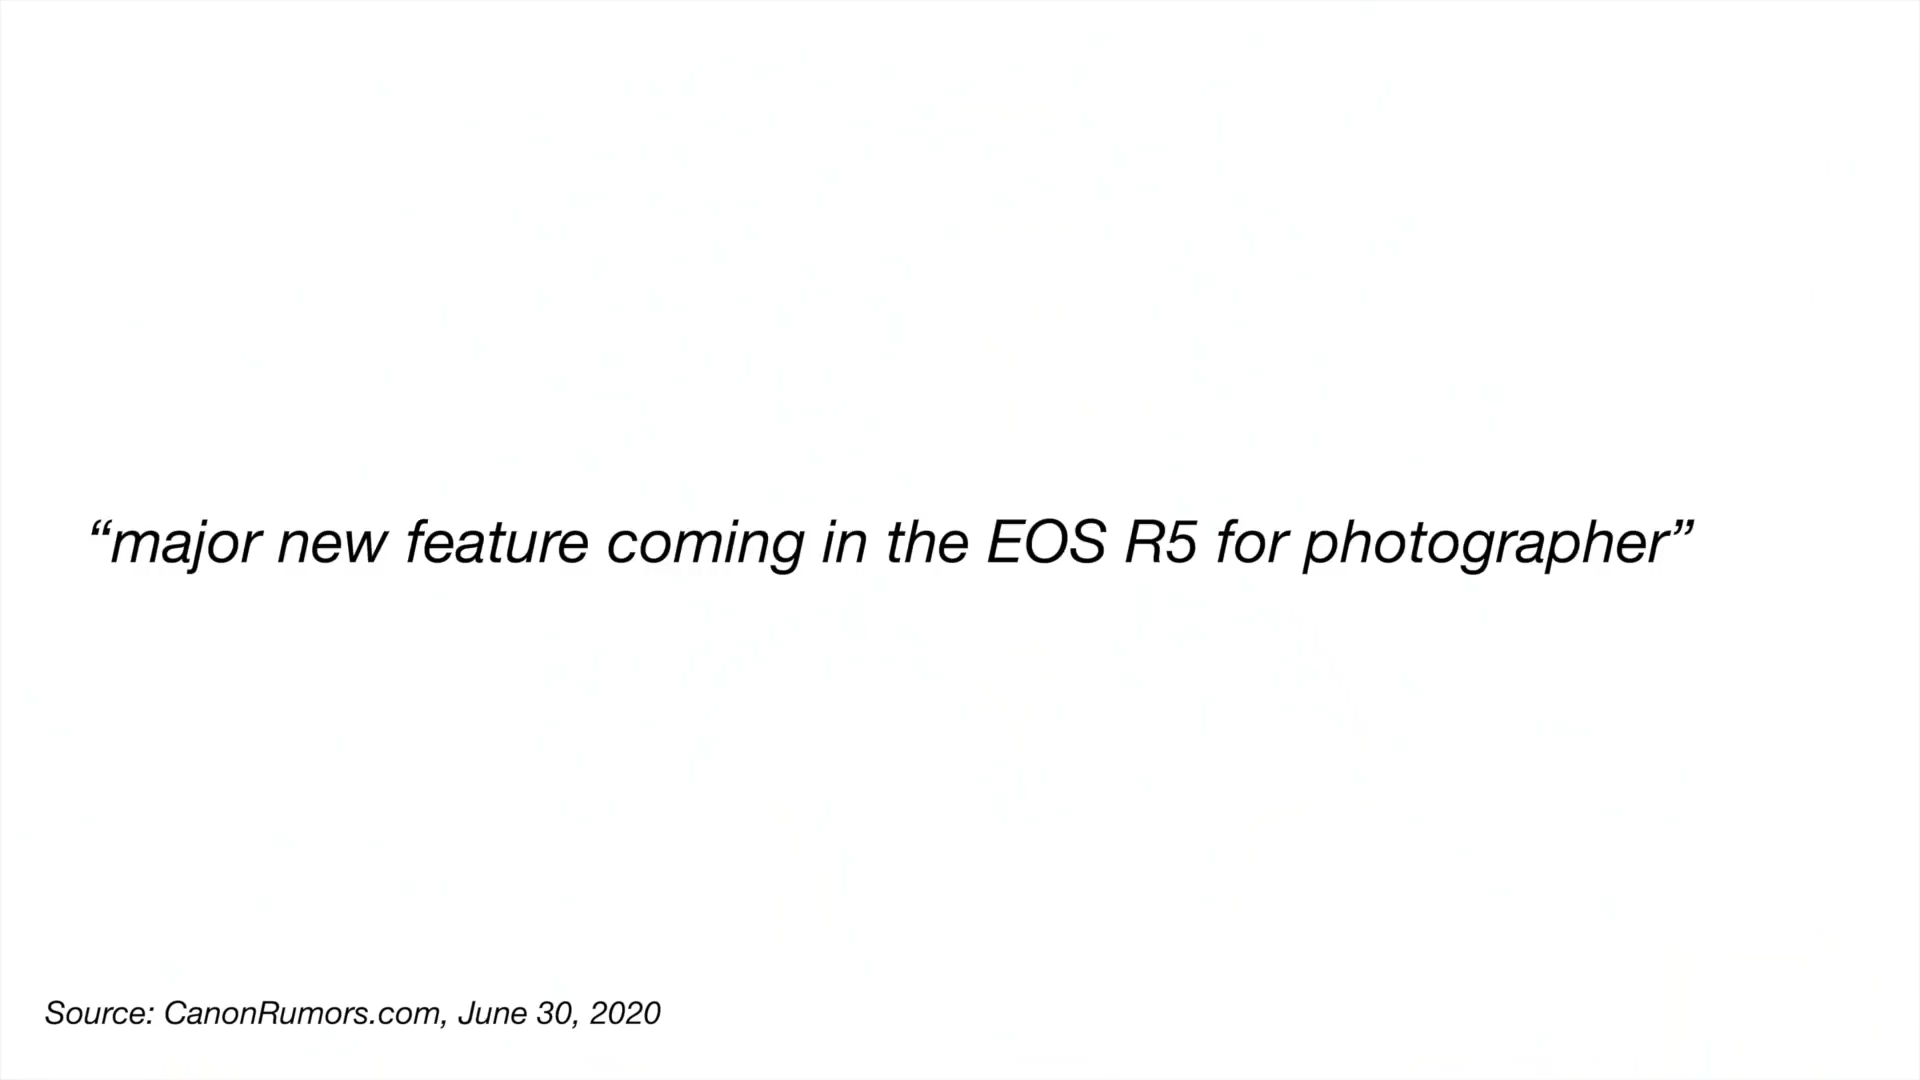 “major new feature coming in the EOS R5 for photographer”
Source: CanonRumors.com, June 30, 2020